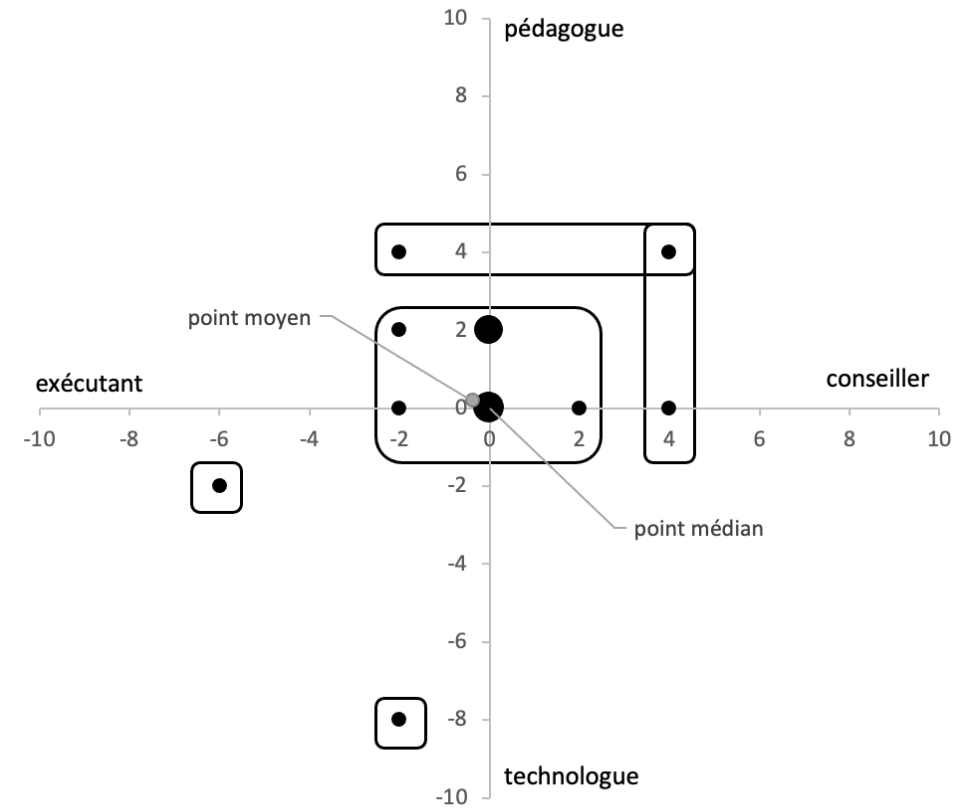 10
pédagogue
8
6
4
point moyen
2
exécutant
conseiller
0
-10 -8 -6 -4 -2 0 2 4 6 8 10
-2
point médian
-4
-6
-8
technologue
-10